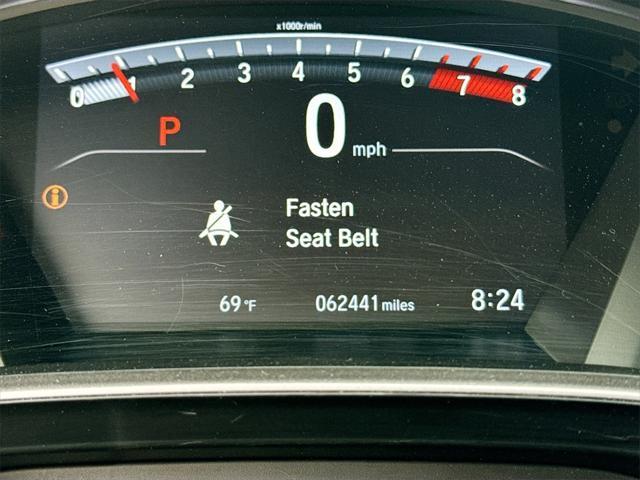 x1000r/min
0 1 2 3 4 5 6 7 8
P 0 mph
i
Fasten
Seat Belt
69 °F 062441 miles 8:24